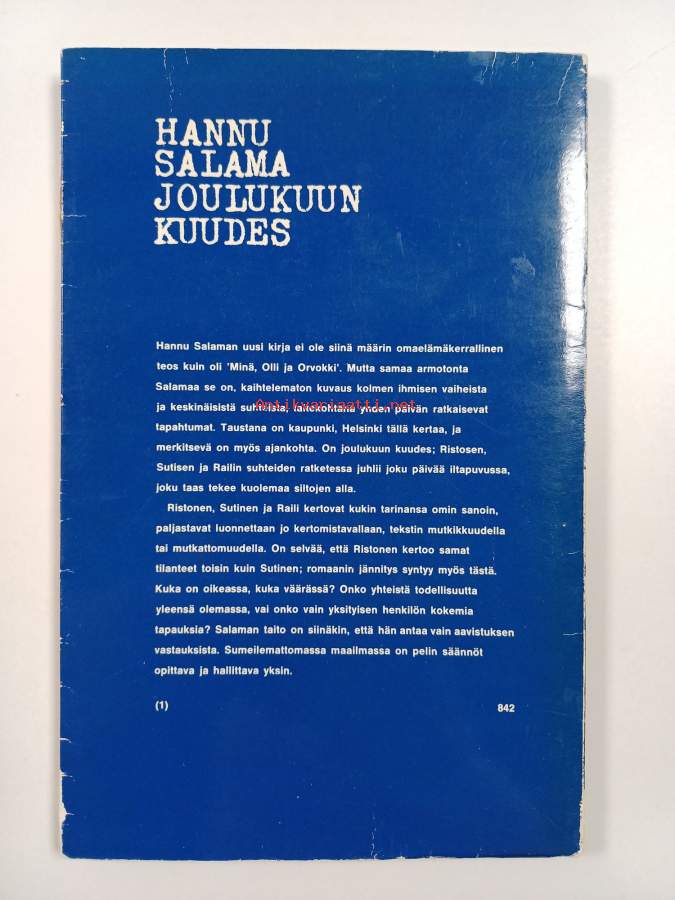 HANNU
SALAMA
JOULUKUUN
KUUDES
Hannu Salaman uusi kirja ei ole siinä määrin omaelämäkerrallinen
teos kuin oli 'Minä, Olli ja Orvokki'. Mutta samaa armotonta
Salamaa se on, kaihtelematon kuvaus kolmen ihmisen vaiheista
ja keskinäisistä suhteista, taitekohtana yhden päivän ratkaisevat
Antikvariaatti.net
tapahtumat. Taustana on kaupunki, Helsinki tällä kertaa, ja
merkitsevä on myös ajankohta. On joulukuun kuudes; Ristosen,
Sutisen ja Railin suhteiden ratketessa juhlii joku päivää iltapuvussa,
joku taas tekee kuolemaa siltojen alla.
Ristonen, Sutinen ja Raili kertovat kukin tarinansa omin sanoin,
paljastavat luonnettaan jo kertomistavallaan, tekstin mutkikkuudella
tai mutkattomuudella. On selvää, että Ristonen kertoo samat
tilanteet toisin kuin Sutinen; romaanin jännitys syntyy myös tästä.
Kuka on oikeassa, kuka väärässä? Onko yhteistä todellisuutta
yleensä olemassa, vai onko vain yksityisen henkilön kokemia
tapauksia? Salaman taito on siinäkin, että hän antaa vain aavistuksen
vastauksista. Sumeilemattomassa maailmassa on pelin säännöt
opittava ja hallittava yksin.
(1) 842